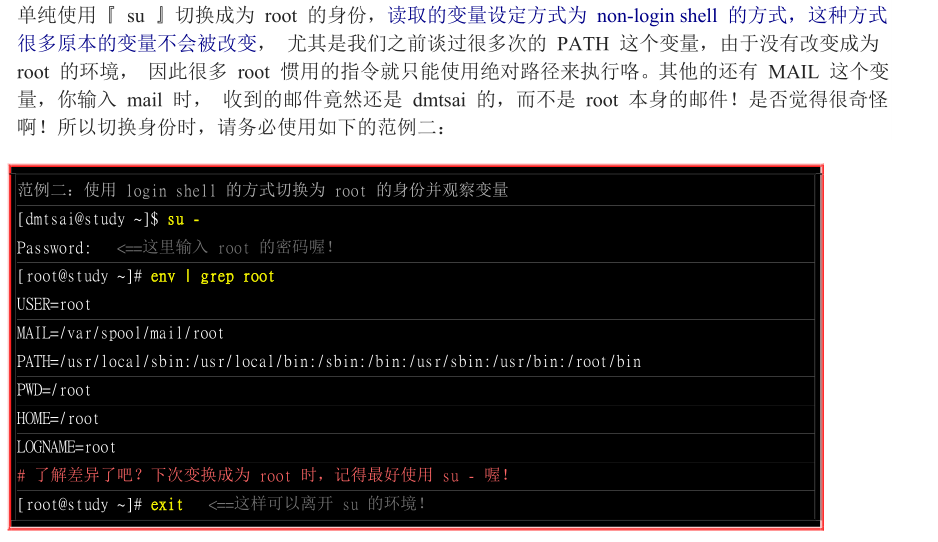 单纯使用『 su 』切换成为 root 的身份，读取的变量设定方式为 non-login shell 的方式，这种方式
很多原本的变量不会被改变， 尤其是我们之前谈过很多次的 PATH 这个变量，由于没有改变成为
root 的环境， 因此很多 root 惯用的指令就只能使用绝对路径来执行咯。其他的还有 MAIL 这个变
量，你输入 mail 时， 收到的邮件竟然还是 dmtsai 的，而不是 root 本身的邮件！是否觉得很奇怪
啊！所以切换身份时，请务必使用如下的范例二：
范例二：使用 login shell 的方式切换为 root 的身份并观察变量
[dmtsai@study ~]$ su -
Password: <==这里输入 root 的密码喔！
[root@study ~]# env | grep root
USER=root
MAIL=/var/spool/mail/root
PATH=/usr/local/sbin:/usr/local/bin:/sbin:/bin:/usr/sbin:/usr/bin:/root/bin
PWD=/root
HOME=/root
LOGNAME=root
# 了解差异了吧？下次变换成为 root 时，记得最好使用 su - 喔！
[root@study ~]# exit <==这样可以离开 su 的环境！